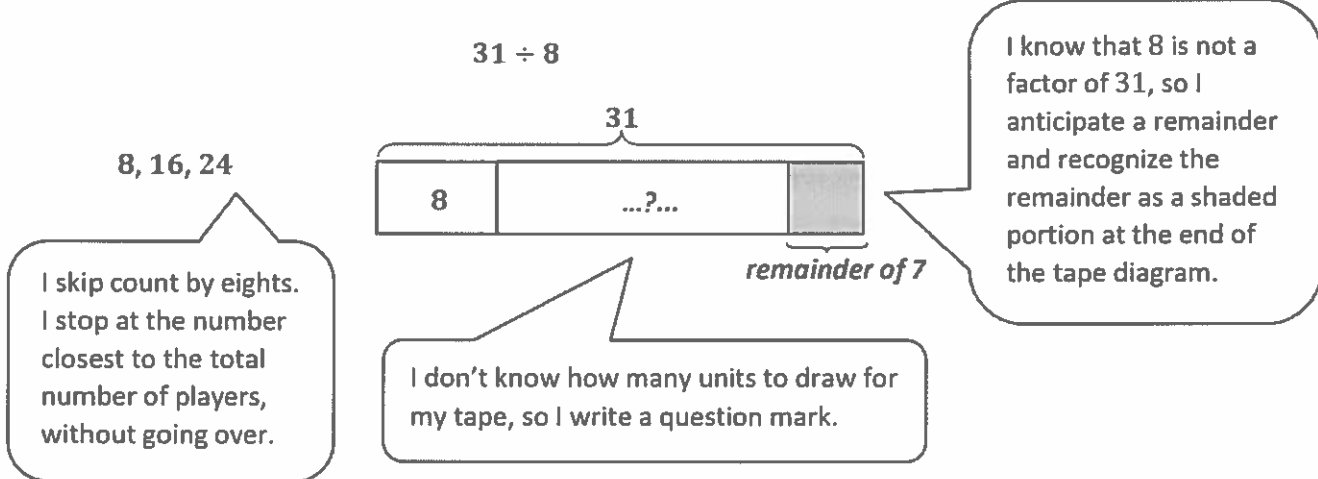 31 ÷ 8
31
8, 16, 24
8
...?...
remainder of 7
I know that 8 is not a
factor of 31, so I
anticipate a remainder
and recognize the
remainder as a shaded
portion at the end of
the tape diagram.
I skip count by eights.
I stop at the number
closest to the total
number of players,
without going over.
I don't know how many units to draw for
my tape, so I write a question mark.